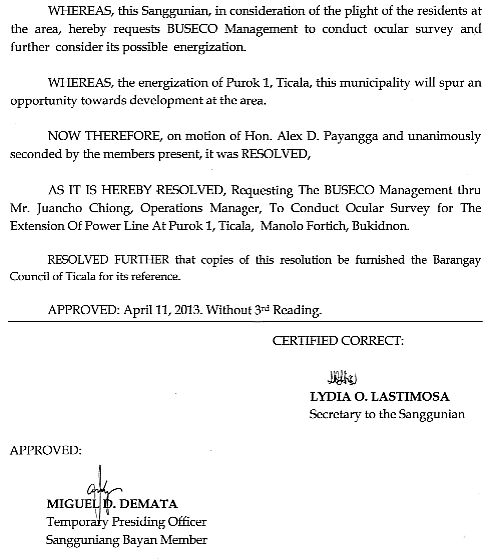 WHEREAS, this Sanggunian, in consideration of the plight of the residents at
the area, hereby requests BUSECO Management to conduct ocular survey and
further consider its possible energization.
WHEREAS, the energization of Purok 1, Ticala, this municipality will spur an
opportunity towards development at the area.
NOW THEREFORE, on motion of Hon. Alex D. Payangga and unanimously
seconded by the members present, it was RESOLVED,
AS IT IS HEREBY RESOLVED, Requesting The BUSECO Management thru
Mr. Juancho Chiong, Operations Manager, To Conduct Ocular Survey for The
Extension Of Power Line At Purok 1, Ticala, Manolo Fortich, Bukidnon.
RESOLVED FURTHER that copies of this resolution be furnished the Barangay
Council of Ticala for its reference.
APPROVED: April 11, 2013. Without 3rd Reading.
CERTIFIED CORRECT:
LYDIA O. LASTIMOSA
Secretary to the Sanggunian
APPROVED:
MIGUEL D. DEMATA
Temporary Presiding Officer
Sangguniang Bayan Member